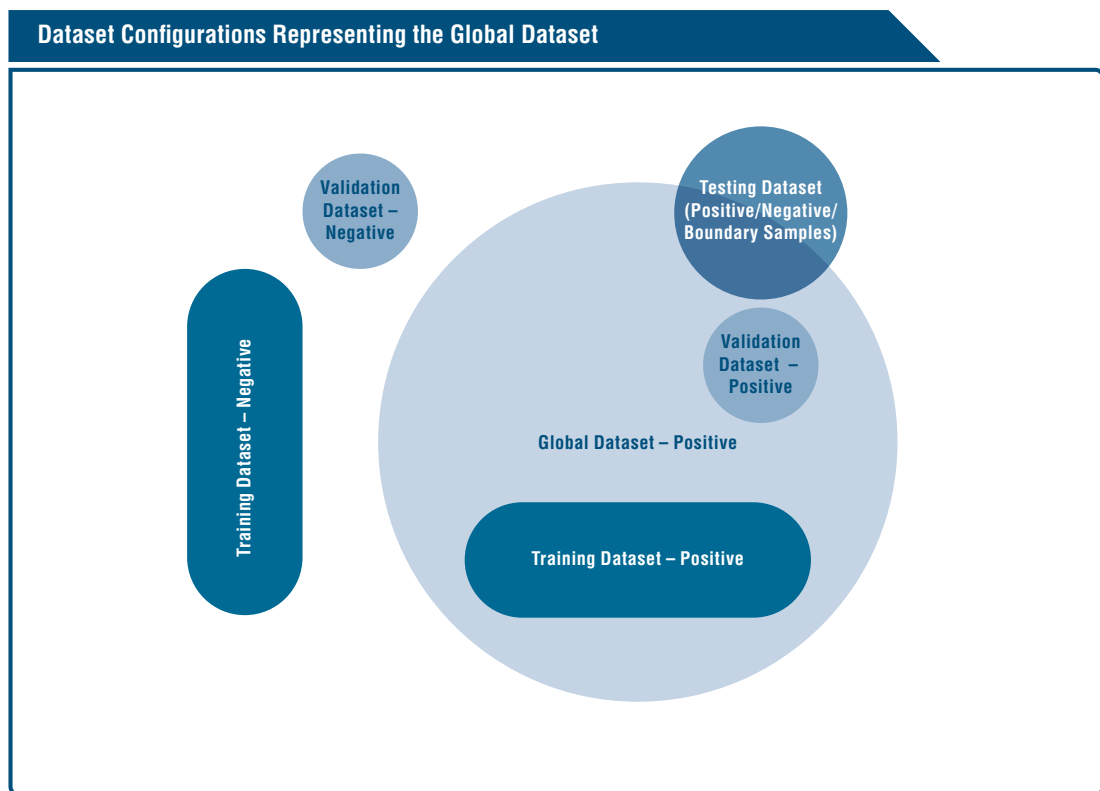 Dataset Configurations Representing the Global Dataset
Validation
Dataset –
Negative
Testing Dataset
(Positive/Negative/
Boundary Samples)
Training Dataset – Negative
Validation
Dataset –
Positive
Global Dataset – Positive
Training Dataset – Positive